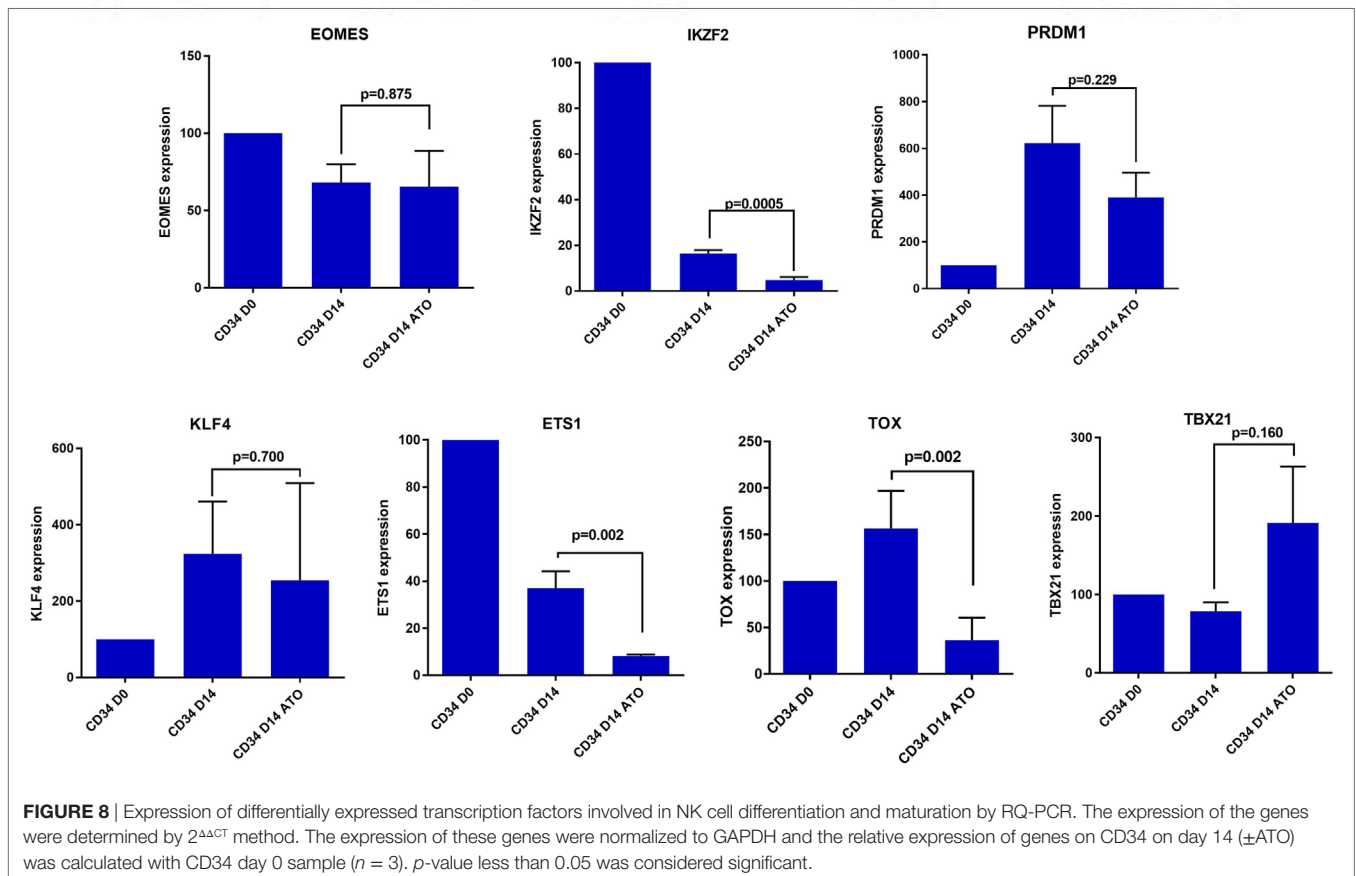 EOMES
150
100
50
0
EOMES expression
p=0.875
CD34 D0
CD34 D14
CD34 D14 ATO
IKZF2
100
80
60
40
20
0
IKZF2 expression
p=0.0005
CD34 D0
CD34 D14
CD34 D14 ATO
PRDM1
1000
800
600
400
200
0
PRDM1 expression
p=0.229
CD34 D0
CD34 D14
CD34 D14 ATO
KLF4
600
400
200
0
KLF4 expression
p=0.700
CD34 D0
CD34 D14
CD34 D14 ATO
ETS1
100
80
60
40
20
0
ETS1 expression
p=0.002
CD34 D0
CD34 D14
CD34 D14 ATO
TOX
250
200
150
100
50
0
TOX expression
p=0.002
CD34 D0
CD34 D14
CD34 D14 ATO
TBX21
300
200
100
0
TBX21 expression
p=0.160
CD34 D0
CD34 D14
CD34 D14 ATO
FIGURE 8 | Expression of differentially expressed transcription factors involved in NK cell differentiation and maturation by RQ-PCR. The expression of the genes
were determined by 2^ΔΔCT method. The expression of these genes were normalized to GAPDH and the relative expression of genes on CD34 on day 14 (±ATO)
was calculated with CD34 day 0 sample (n = 3). p-value less than 0.05 was considered significant.